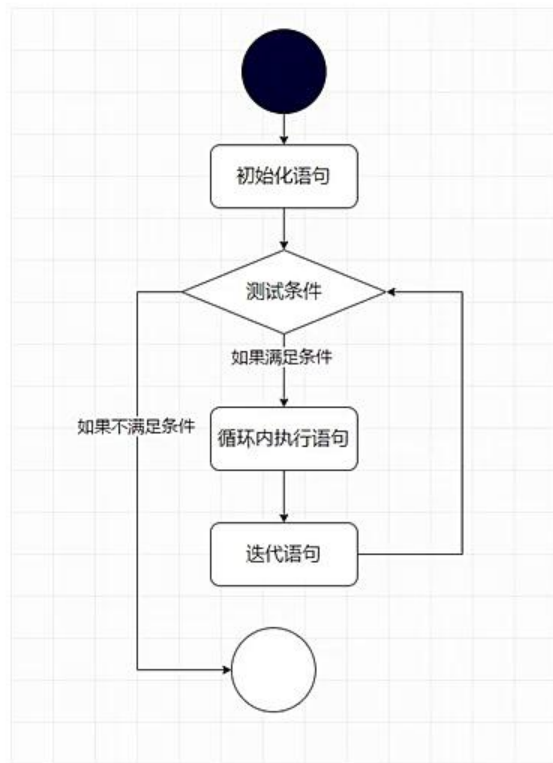 初始化语句
测试条件
如果满足条件
如果不满足条件
循环内执行语句
迭代语句